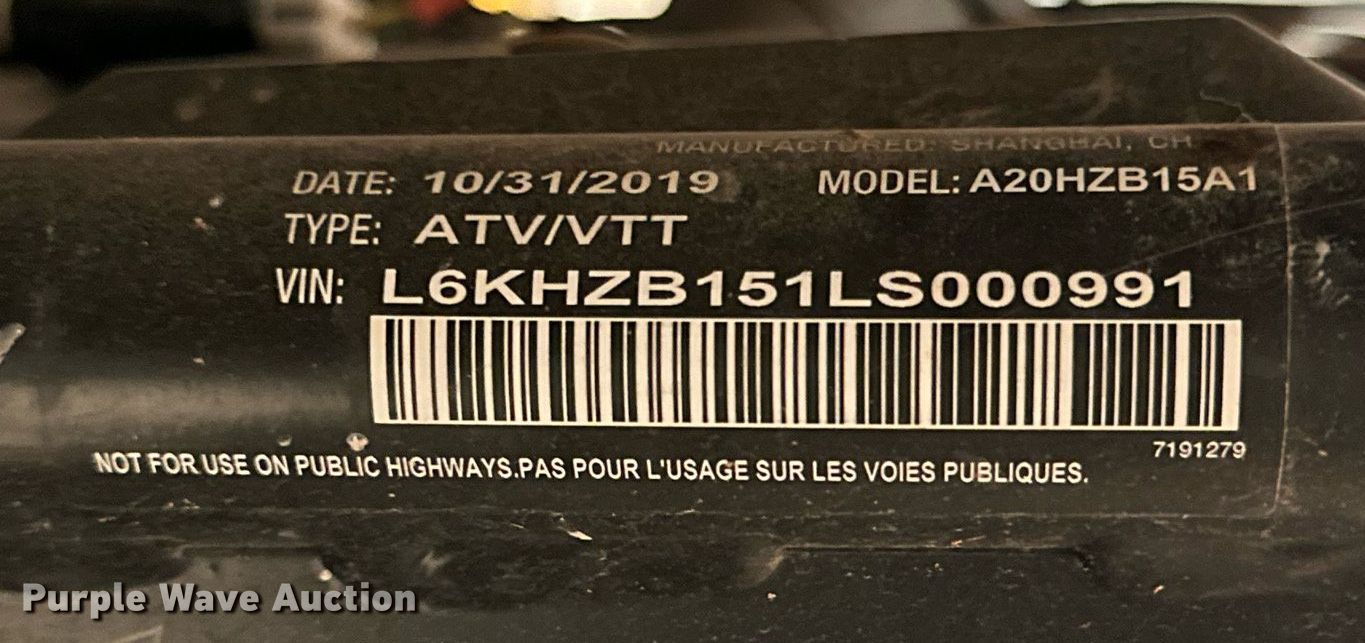 MANUFACTURED: SHANGHAI, CH
DATE: 10/31/2019 MODEL: A20HZB15A1
TYPE: ATV/VTT
VIN: L6KHZB151LS000991
7191279
NOT FOR USE ON PUBLIC HIGHWAYS.PAS POUR L'USAGE SUR LES VOIES PUBLIQUES.
Purple Wave Auction